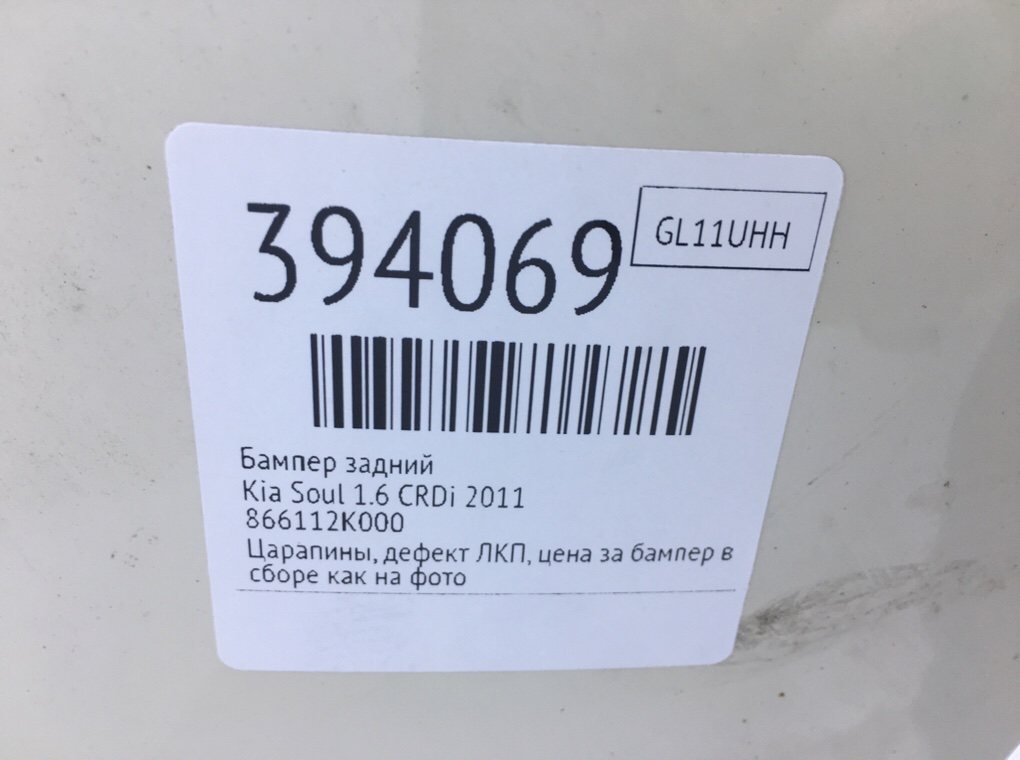 394069
GL11UHH
Бампер задний
Kia Soul 1.6 CRDi 2011
866112K000
Царапины, дефект ЛКП, цена за бампер в
сборе как на фото